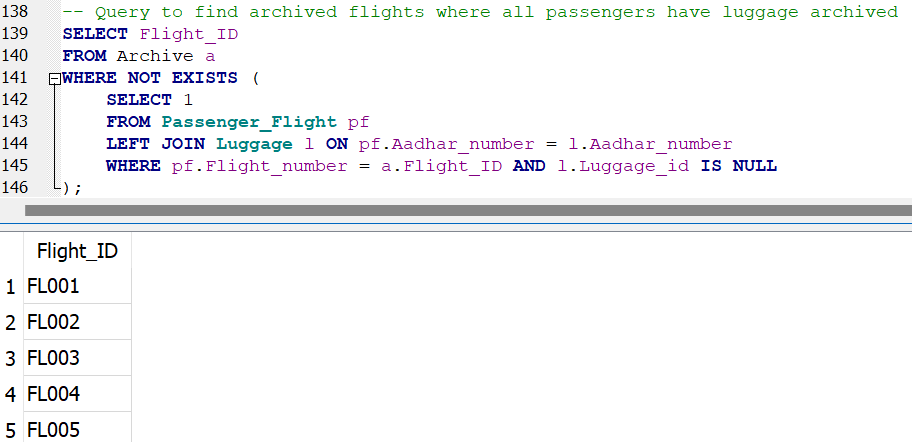 138 -- Query to find archived flights where all passengers have luggage archived
139 SELECT Flight_ID
140 FROM Archive a
141 WHERE NOT EXISTS (
142 SELECT 1
143 FROM Passenger_Flight pf
144 LEFT JOIN Luggage l ON pf.Aadhar_number = l.Aadhar_number
145 WHERE pf.Flight_number = a.Flight_ID AND l.Luggage_id IS NULL
146 );
Flight_ID
1 FL001
2 FL002
3 FL003
4 FL004
5 FL005